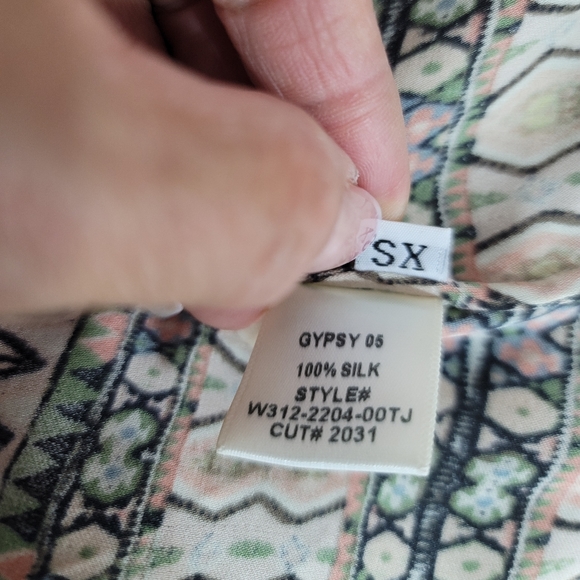 SX
GYPSY 05
100% SILK
STYLE#
W312-2204-00TJ
CUT# 2031